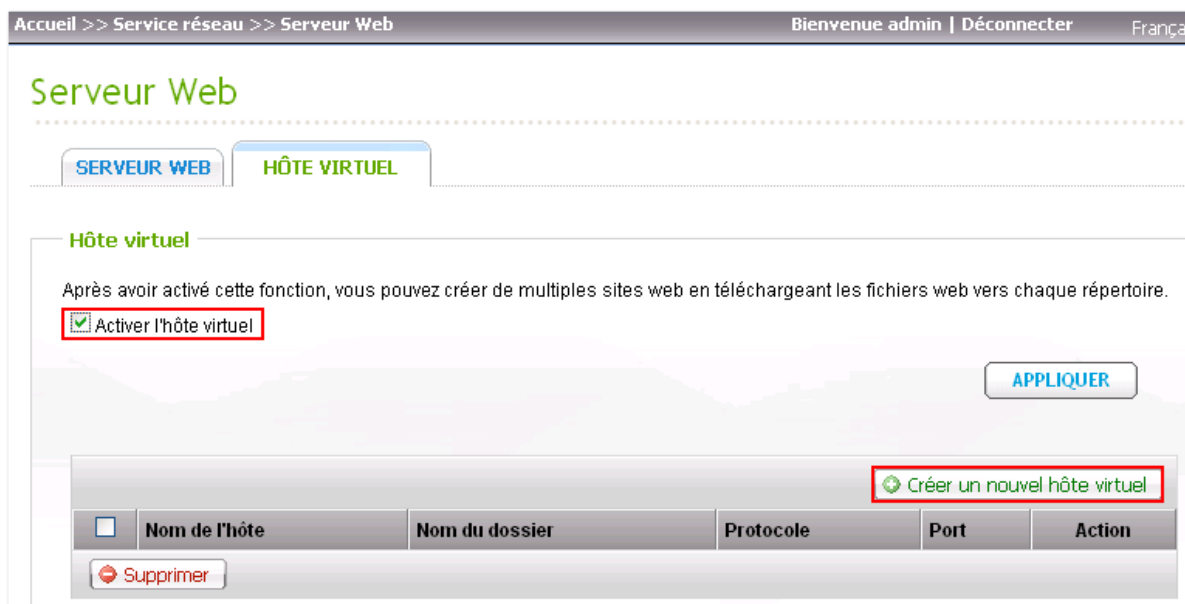 Accueil >> Service réseau >> Serveur Web Bienvenue admin | Déconnecter França
Serveur Web
SERVEUR WEB HÔTE VIRTUEL
Hôte virtuel
Après avoir activé cette fonction, vous pouvez créer de multiples sites web en téléchargeant les fichiers web vers chaque répertoire.
Activer l'hôte virtuel
APPLIQUER
Créer un nouvel hôte virtuel
Nom de l'hôte Nom du dossier Protocole Port Action
Supprimer